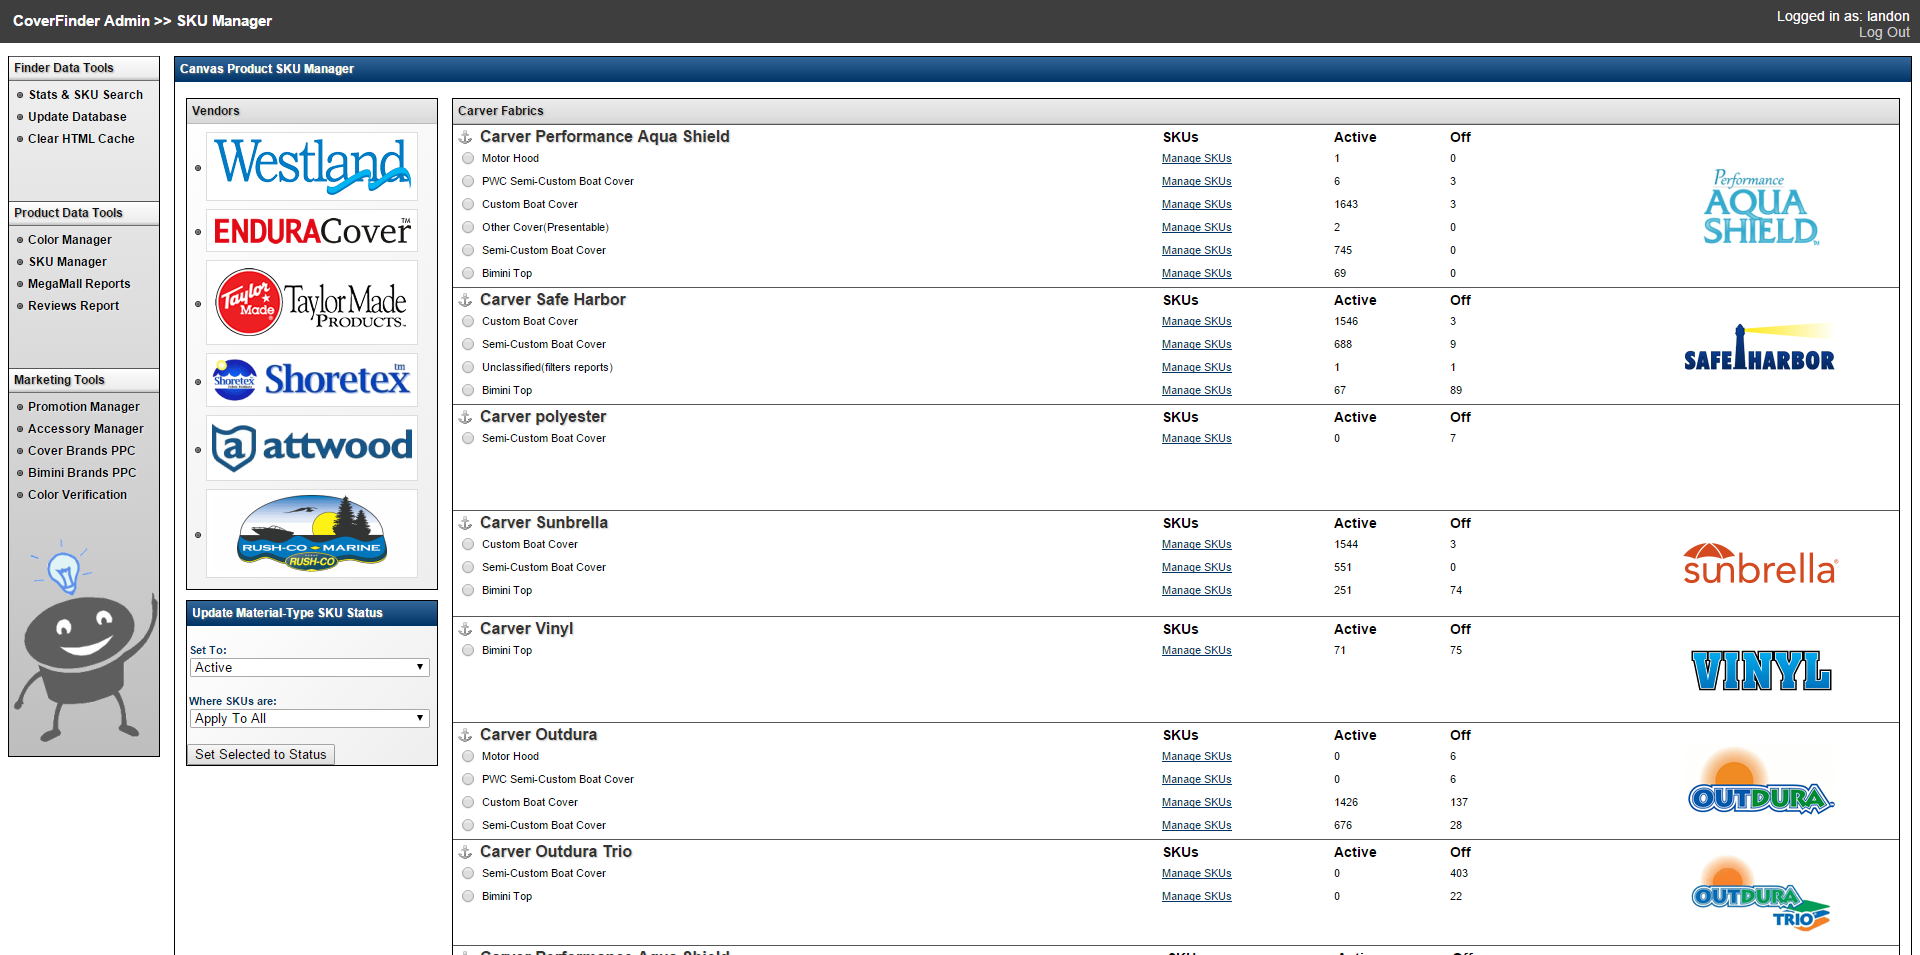 CoverFinder Admin >> SKU Manager
Logged in as: landon
Log Out
Finder Data Tools
Stats & SKU Search
Update Database
Clear HTML Cache
Product Data Tools
Color Manager
SKU Manager
MegaMall Reports
Reviews Report
Marketing Tools
Promotion Manager
Accessory Manager
Cover Brands PPC
Bimini Brands PPC
Color Verification
Canvas Product SKU Manager
Vendors
Westland
ENDURACover™
Taylor Made
TaylorMade
PRODUCTS™
Shoretex
Shoretex™
attwood
RUSH-CO MARINE
RUSH-CO
Update Material-Type SKU Status
Set To:
Active
Where SKUs are:
Apply To All
Set Selected to Status
Carver Fabrics
Carver Performance Aqua Shield SKUs Active Off
Motor Hood Manage SKUs 1 0
PWC Semi-Custom Boat Cover Manage SKUs 6 3
Custom Boat Cover Manage SKUs 1643 3
Other Cover(Presentable) Manage SKUs 2 0
Semi-Custom Boat Cover Manage SKUs 745 0
Bimini Top Manage SKUs 69 0
Performance
AQUA
SHIELD
Carver Safe Harbor SKUs Active Off
Custom Boat Cover Manage SKUs 1546 3
Semi-Custom Boat Cover Manage SKUs 688 9
Unclassified(filters reports) Manage SKUs 1 1
Bimini Top Manage SKUs 67 89
SAFE HARBOR
Carver polyester SKUs Active Off
Semi-Custom Boat Cover Manage SKUs 0 7
Carver Sunbrella SKUs Active Off
Custom Boat Cover Manage SKUs 1544 3
Semi-Custom Boat Cover Manage SKUs 551 0
Bimini Top Manage SKUs 251 74
sunbrella
Carver Vinyl SKUs Active Off
Bimini Top Manage SKUs 71 75
VINYL
Carver Outdura SKUs Active Off
Motor Hood Manage SKUs 0 6
PWC Semi-Custom Boat Cover Manage SKUs 0 6
Custom Boat Cover Manage SKUs 1426 137
Semi-Custom Boat Cover Manage SKUs 676 28
OUTDURA
Carver Outdura Trio SKUs Active Off
Semi-Custom Boat Cover Manage SKUs 0 403
Bimini Top Manage SKUs 0 22
OUTDURA
TRIO
Carver Performance Aqua Shield SKUs Active Off